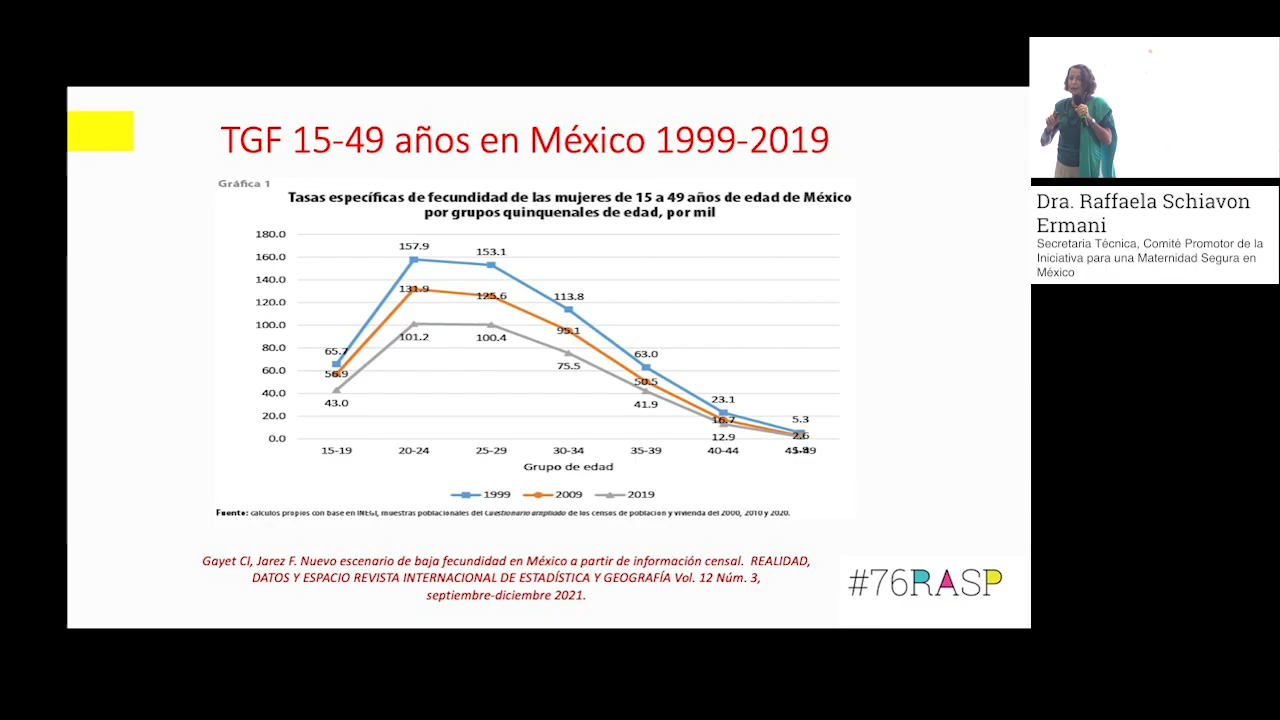 TGF 15-49 años en México 1999-2019
Gráfica 1
Tasas específicas de fecundidad de las mujeres de 15 a 49 años de edad de México
por grupos quinquenales de edad, por mil
180.0
160.0
140.0
120.0
100.0
80.0
60.0
40.0
20.0
0.0
157.9
153.1
113.8
63.0
23.1
5.3
65.7
56.9
131.9
125.6
95.1
50.5
16.7
2.6
43.0
101.2
100.4
75.5
41.9
12.9
15-19
20-24
25-29
30-34
35-39
40-44
45-49
Grupo de edad
1999
2009
2019
Fuente: cálculos propios con base en INEGI, muestras poblacionales del Cuestionario ampliado de los censos de población y vivienda del 2000, 2010 y 2020.
Gayet CI, Jarez F. Nuevo escenario de baja fecundidad en México a partir de información censal. REALIDAD,
DATOS Y ESPACIO REVISTA INTERNACIONAL DE ESTADÍSTICA Y GEOGRAFÍA Vol. 12 Núm. 3,
septiembre-diciembre 2021.
#76RASP
Dra. Raffaela Schiavon
Ermani
Secretaria Técnica, Comité Promotor de la
Iniciativa para una Maternidad Segura en
México